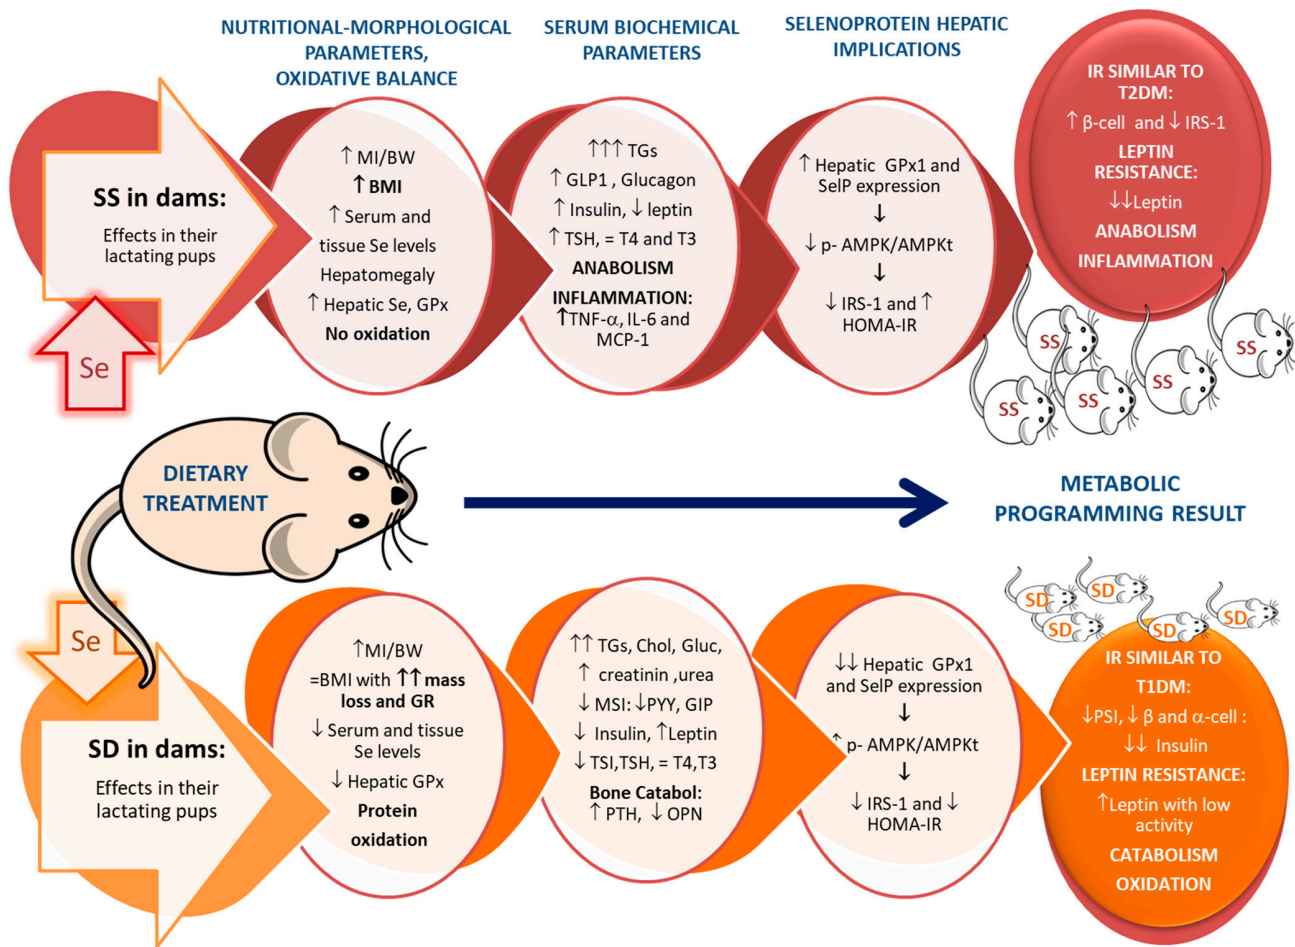 NUTRITIONAL-MORPHOLOGICAL
PARAMETERS,
OXIDATIVE BALANCE
SERUM BIOCHEMICAL
PARAMETERS
SELENOPROTEIN HEPATIC
IMPLICATIONS
SS in dams:
Effects in their
lactating pups
Se
↑ MI/BW
↑ BMI
↑ Serum and
tissue Se levels
Hepatomegaly
↑ Hepatic Se, GPx
No oxidation
↑↑↑ TGs
↑ GLP1 , Glucagon
↑ Insulin, ↓ leptin
↑ TSH, = T4 and T3
ANABOLISM
INFLAMMATION:
↑TNF-α, IL-6 and
MCP-1
↑ Hepatic GPx1 and
SelP expression
↓
↓ p- AMPK/AMPKt
↓
↓ IRS-1 and ↑
HOMA-IR
IR SIMILAR TO
T2DM:
↑ β-cell and ↓ IRS-1
LEPTIN
RESISTANCE:
↓↓Leptin
ANABOLISM
INFLAMMATION
SS
SS
SS
SS
SS
DIETARY
TREATMENT
METABOLIC
PROGRAMMING RESULT
Se
SD in dams:
Effects in their
lactating pups
↑MI/BW
=BMI with ↑↑ mass
loss and GR
↓ Serum and tissue
Se levels
↓ Hepatic GPx
Protein
oxidation
↑↑ TGs, Chol, Gluc,
↑ creatinin ,urea
↓ MSI: ↓PYY, GIP
↓ Insulin, ↑Leptin
↓ TSI,TSH, = T4,T3
Bone Catabol:
↑ PTH, ↓ OPN
↓↓ Hepatic GPx1
and SelP expression
↓
↑ p- AMPK/AMPKt
↓
↓ IRS-1 and ↓
HOMA-IR
SD
SD
SD
SD
SD
IR SIMILAR TO
T1DM:
↓PSI, ↓ β and α-cell :
↓↓ Insulin
LEPTIN RESISTANCE:
↑Leptin with low
activity
CATABOLISM
OXIDATION